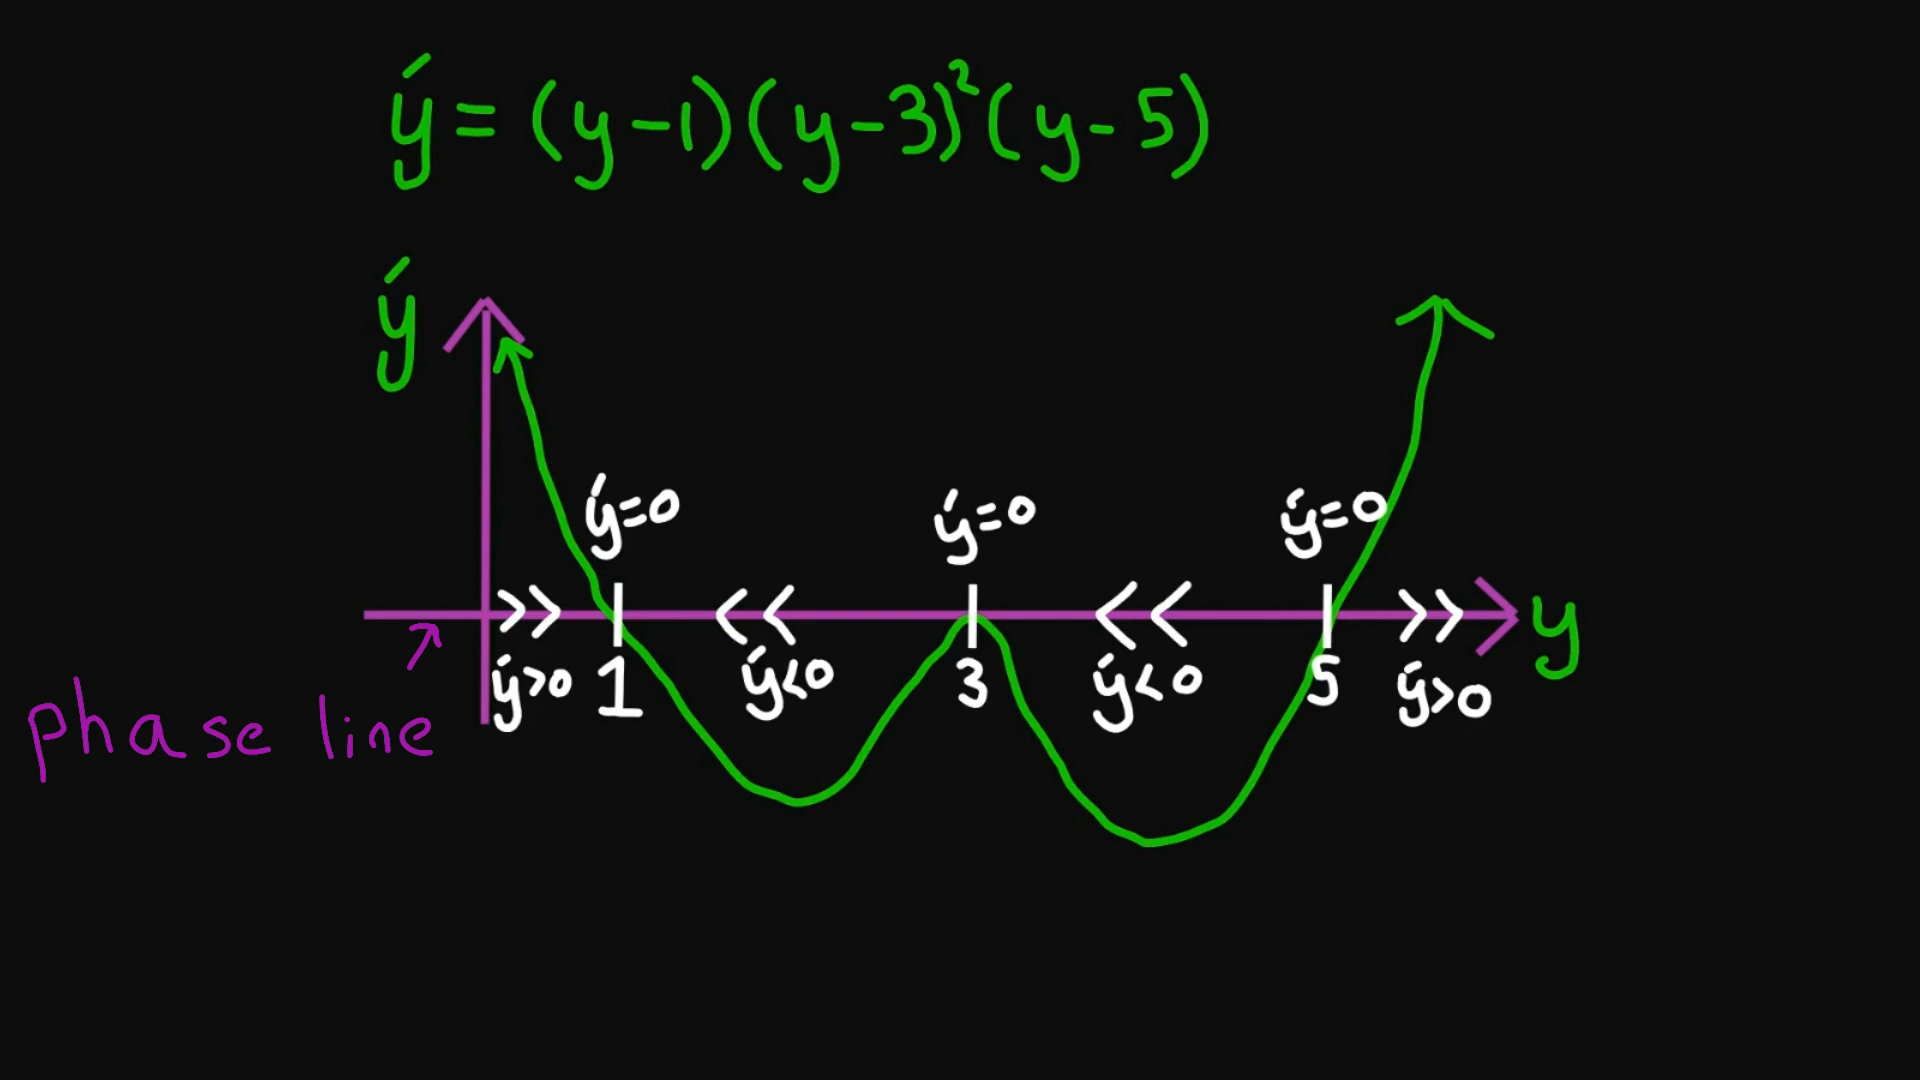 ý = (y-1)(y-3)²(y-5)
ý
ý=0 ý=0 ý=0
y
ý>0 1 ý<0 3 ý<0 5 ý>0
phase line